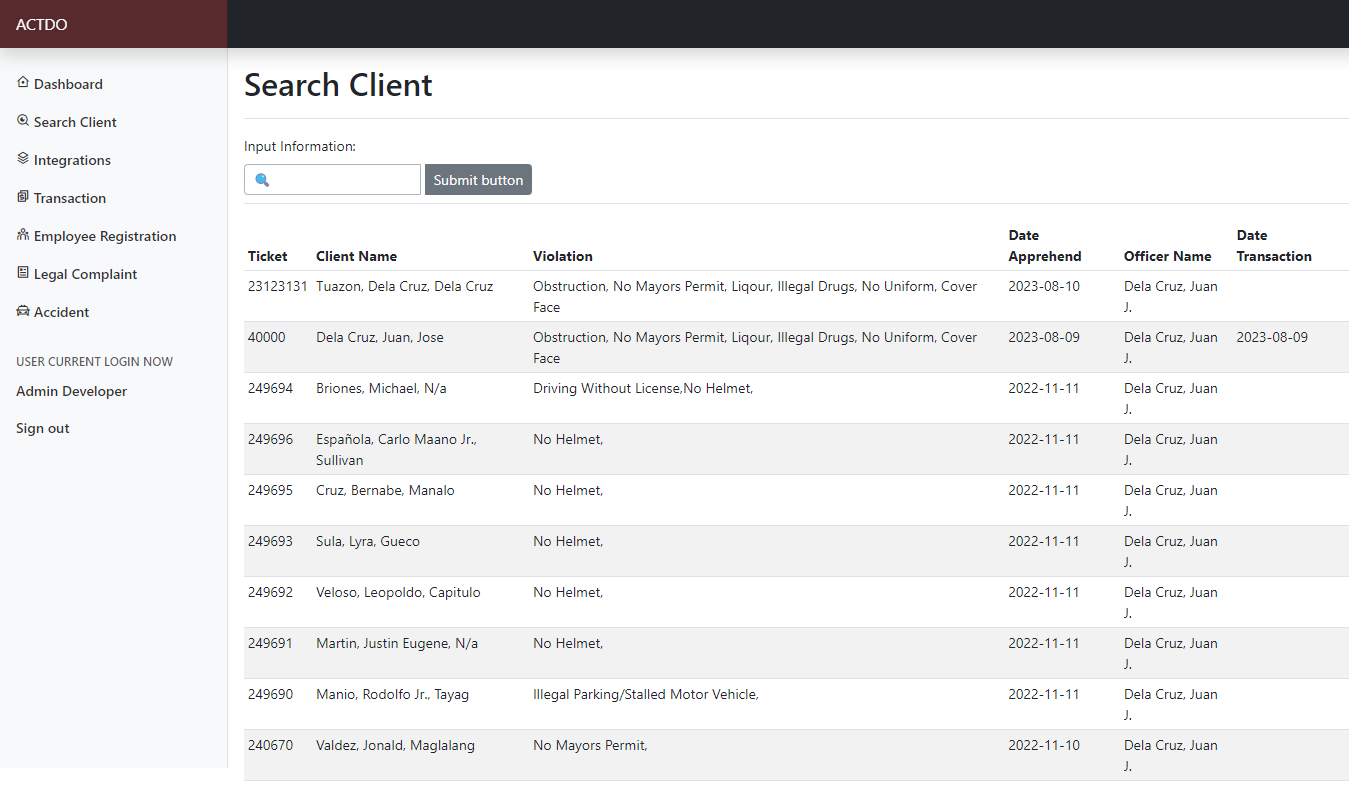 ACTDO
Dashboard
Search Client
Integrations
Transaction
Employee Registration
Legal Complaint
Accident
USER CURRENT LOGIN NOW
Admin Developer
Sign out
Search Client
Input Information:
Submit button
Ticket Client Name Violation Date Apprehend Officer Name Date Transaction
23123131 Tuazon, Dela Cruz, Dela Cruz Obstruction, No Mayors Permit, Liqour, Illegal Drugs, No Uniform, Cover 2023-08-10 Dela Cruz, Juan
Face J.
40000 Dela Cruz, Juan, Jose Obstruction, No Mayors Permit, Liqour, Illegal Drugs, No Uniform, Cover 2023-08-09 Dela Cruz, Juan 2023-08-09
Face J.
249694 Briones, Michael, N/a Driving Without License,No Helmet, 2022-11-11 Dela Cruz, Juan
J.
249696 Española, Carlo Maano Jr., No Helmet, 2022-11-11 Dela Cruz, Juan
Sullivan J.
249695 Cruz, Bernabe, Manalo No Helmet, 2022-11-11 Dela Cruz, Juan
J.
249693 Sula, Lyra, Gueco No Helmet, 2022-11-11 Dela Cruz, Juan
J.
249692 Veloso, Leopoldo, Capitulo No Helmet, 2022-11-11 Dela Cruz, Juan
J.
249691 Martin, Justin Eugene, N/a No Helmet, 2022-11-11 Dela Cruz, Juan
J.
249690 Manio, Rodolfo Jr., Tayag Illegal Parking/Stalled Motor Vehicle, 2022-11-11 Dela Cruz, Juan
J.
240670 Valdez, Jonald, Maglalang No Mayors Permit, 2022-11-10 Dela Cruz, Juan
J.